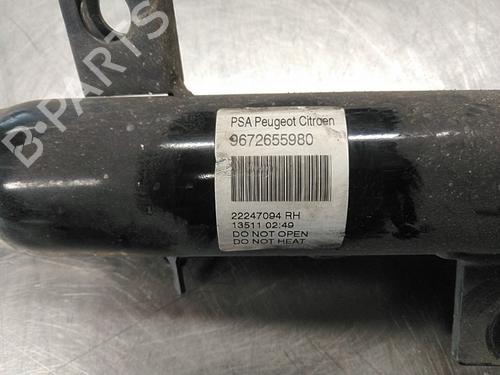 PSA Peugeot Citroen
9672655980
22247094 RH
13511 02:49
DO NOT OPEN
DO NOT HEAT
B-PARTS